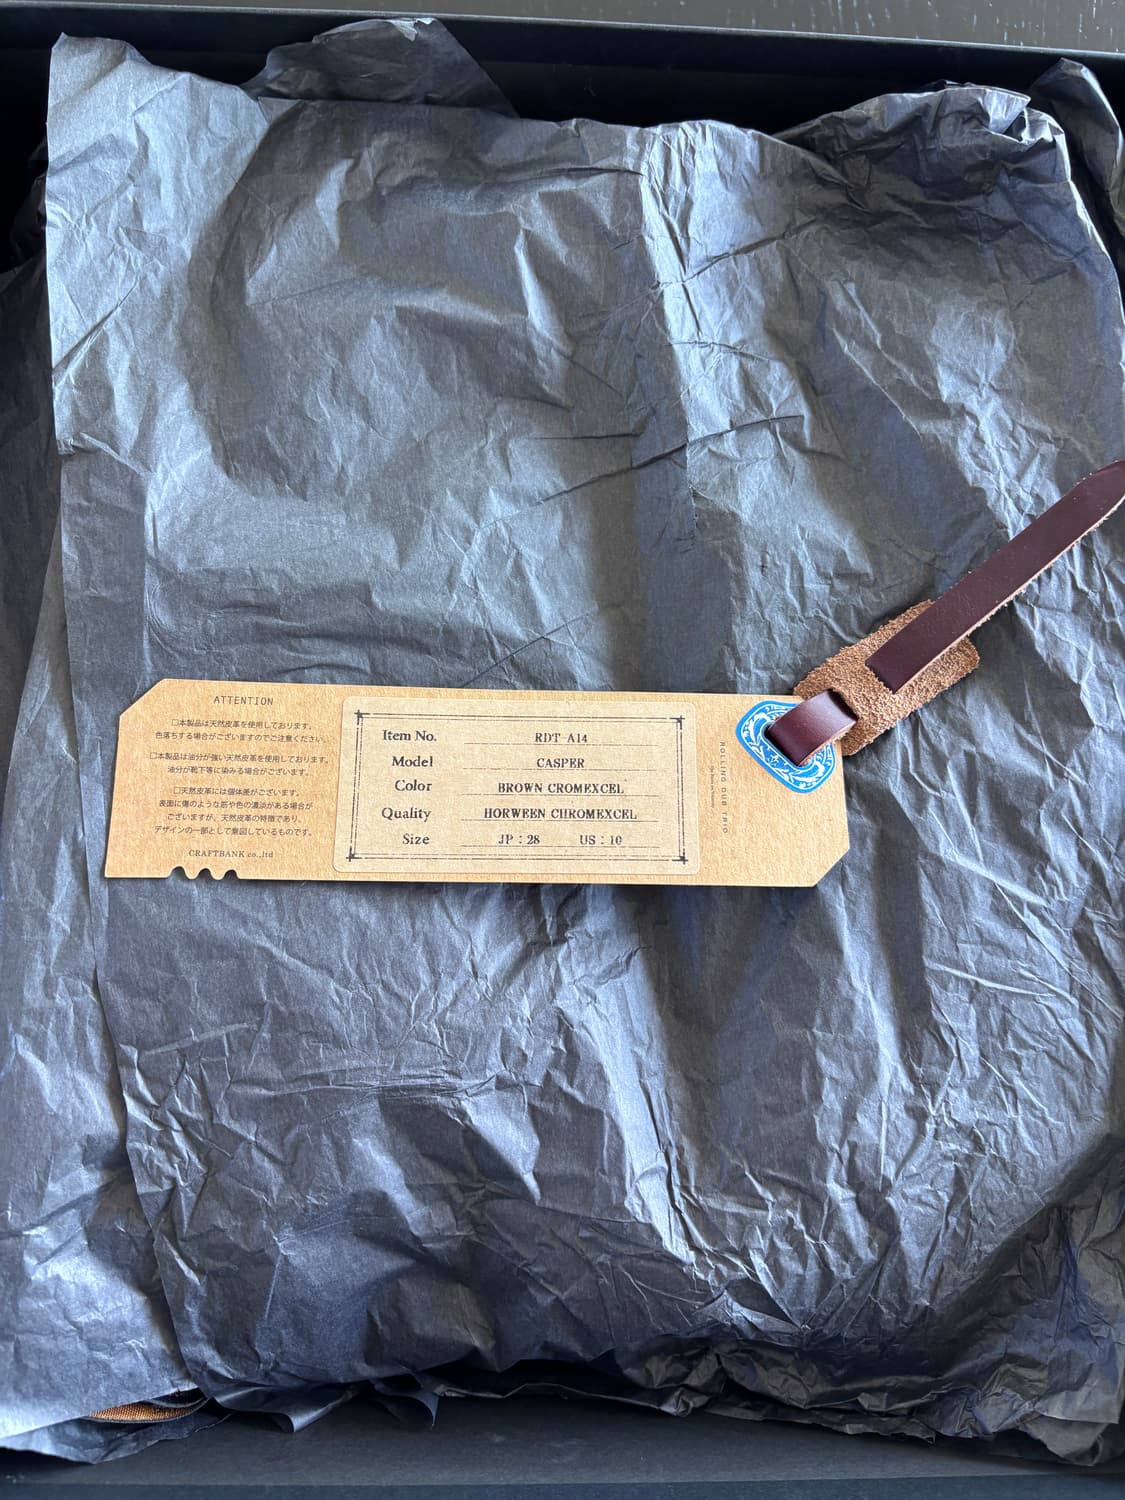 ATTENTION
□本製品は天然皮革を使用しております。
色落ちする場合がございますのでご注意ください。
□本製品は油分が強い天然皮革を使用しております。
油分が靴下等に染みる場合がございます。
□天然皮革には個体差がございます。
表面に傷のような筋や色の濃淡がある場合が
ございますが、天然皮革の特徴であり、
デザインの一部として意図しているものです。
CRAFTBANK co.,ltd
Item No. RDT-A14
Model CASPER
Color BROWN CROMEXCEL
Quality HORWEEN CHROMEXCEL
Size JP : 28 US : 10
ROLLING DUB TRIO